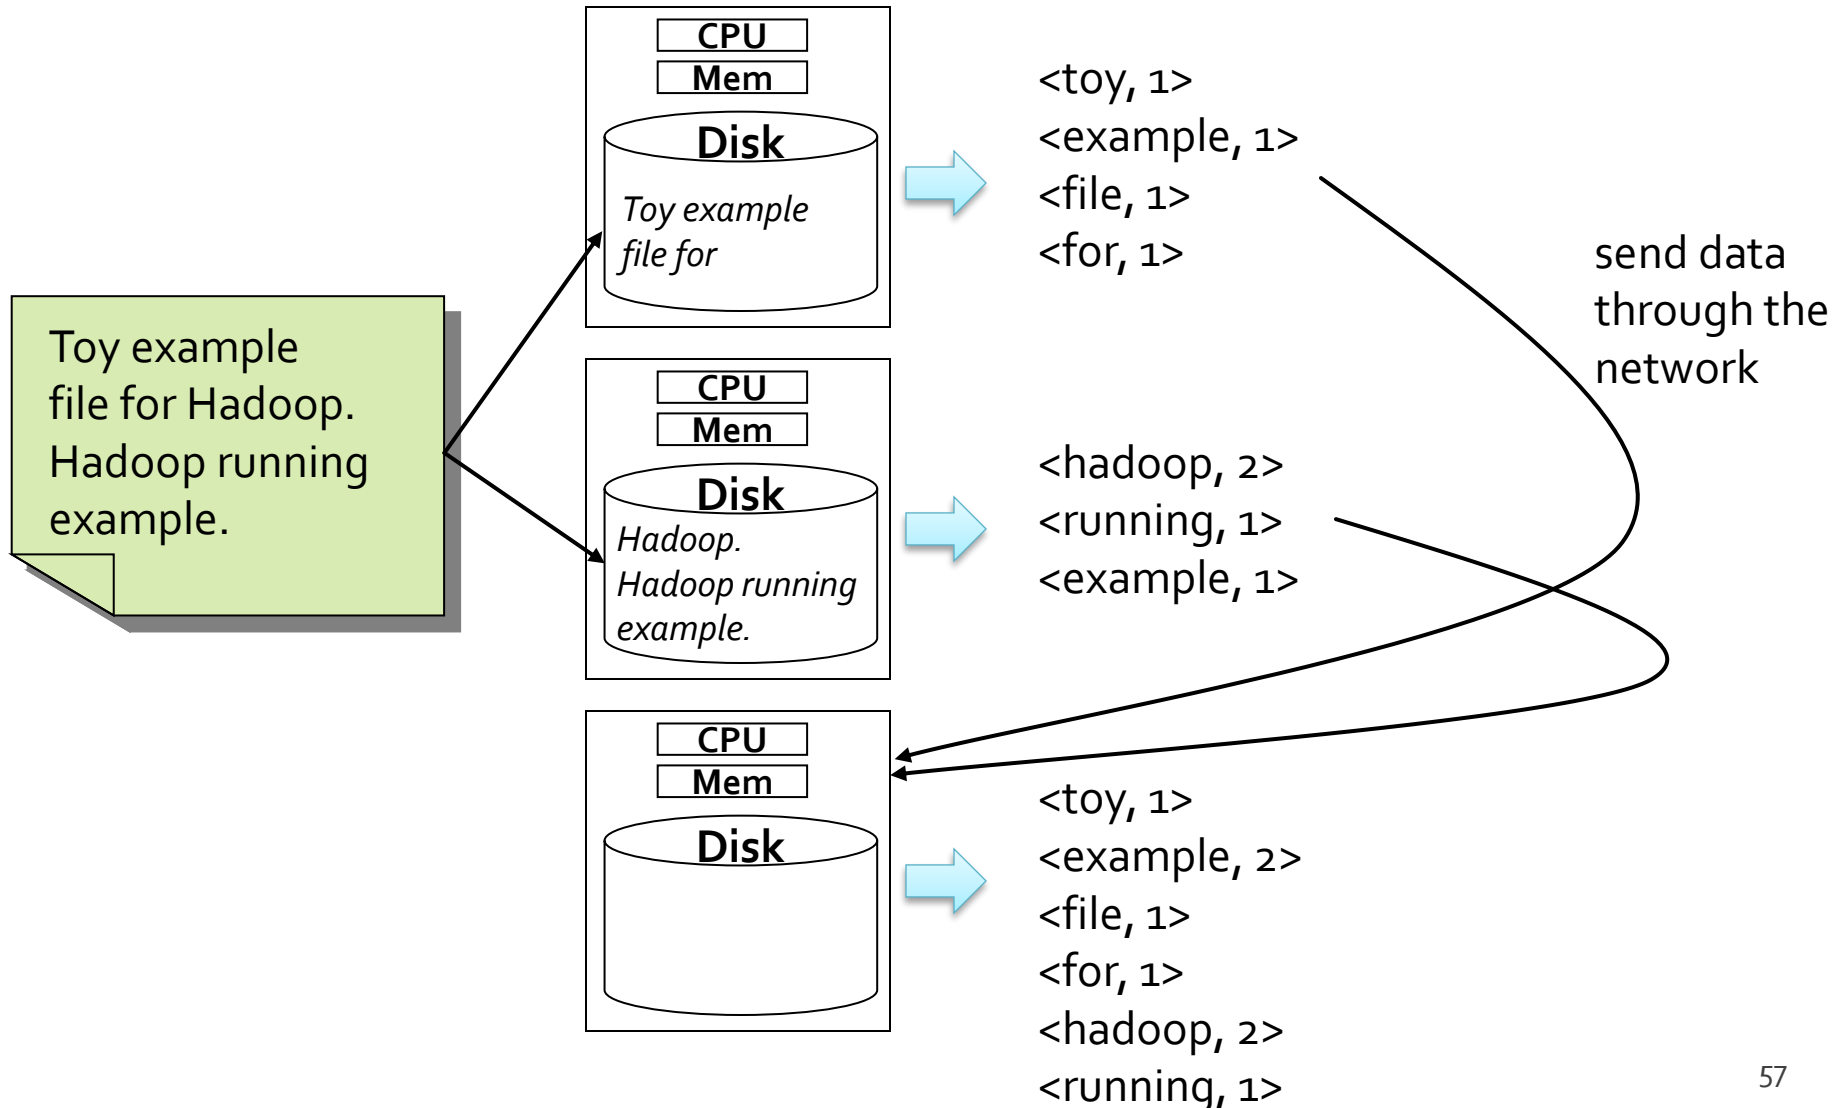 Toy example
file for Hadoop.
Hadoop running
example.
CPU
Mem
Disk
Toy example
file for
<toy, 1>
<example, 1>
<file, 1>
<for, 1>
send data
through the
network
CPU
Mem
Disk
Hadoop.
Hadoop running
example.
<hadoop, 2>
<running, 1>
<example, 1>
CPU
Mem
Disk
<toy, 1>
<example, 2>
<file, 1>
<for, 1>
<hadoop, 2>
<running, 1>
57